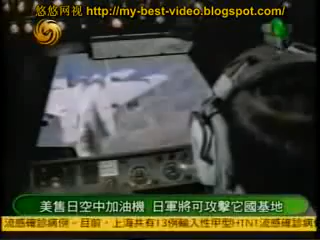 悠悠网视 http://my-best-video.blogspot.com/
美售日空中加油機 日軍將可攻擊它國基地
流感確診病例。目前，上海共有13例輸入性甲型H1N1流感確診病